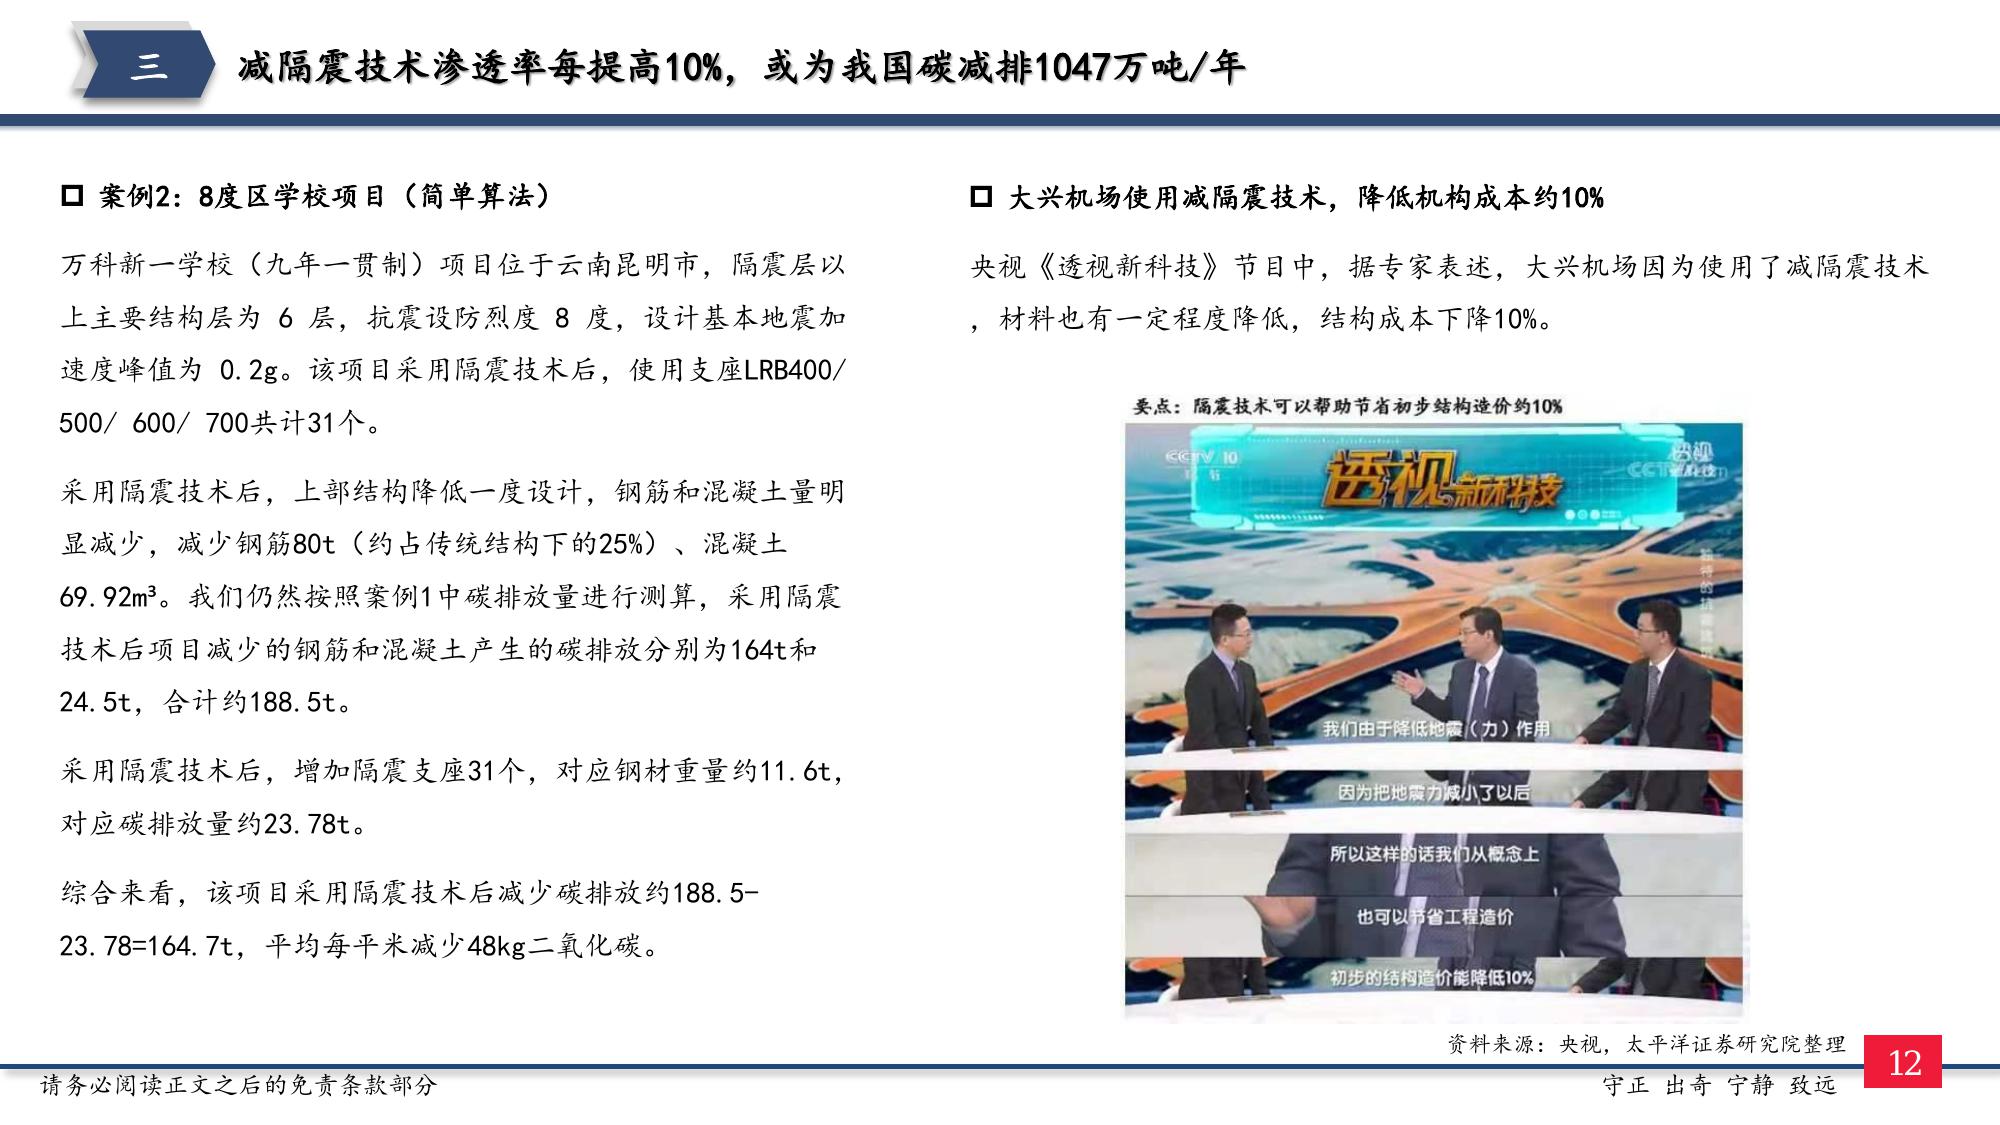 三
减隔震技术渗透率每提高10%，或为我国碳减排1047万吨/年
案例2：8度区学校项目（简单算法）
万科新一学校（九年一贯制）项目位于云南昆明市，隔震层以
上主要结构层为 6 层，抗震设防烈度 8 度，设计基本地震加
速度峰值为 0.2g。该项目采用隔震技术后，使用支座LRB400/
500/ 600/ 700共计31个。
采用隔震技术后，上部结构降低一度设计，钢筋和混凝土量明
显减少，减少钢筋80t（约占传统结构下的25%）、混凝土
69.92m³。我们仍然按照案例1中碳排放量进行测算，采用隔震
技术后项目减少的钢筋和混凝土产生的碳排放分别为164t和
24.5t，合计约188.5t。
采用隔震技术后，增加隔震支座31个，对应钢材重量约11.6t，
对应碳排放量约23.78t。
综合来看，该项目采用隔震技术后减少碳排放约188.5-
23.78=164.7t，平均每平米减少48kg二氧化碳。
大兴机场使用减隔震技术，降低机构成本约10%
央视《透视新科技》节目中，据专家表述，大兴机场因为使用了减隔震技术
，材料也有一定程度降低，结构成本下降10%。
要点：隔震技术可以帮助节省初步结构造价约10%
CCTV 10
透视新科技
央视
我们由于降低地震（力）作用
因为把地震力减小了以后
所以这样的话我们从概念上
也可以节省工程造价
初步的结构造价能降低10%
资料来源：央视，太平洋证券研究院整理
12
请务必阅读正文之后的免责条款部分
守正 出奇 宁静 致远